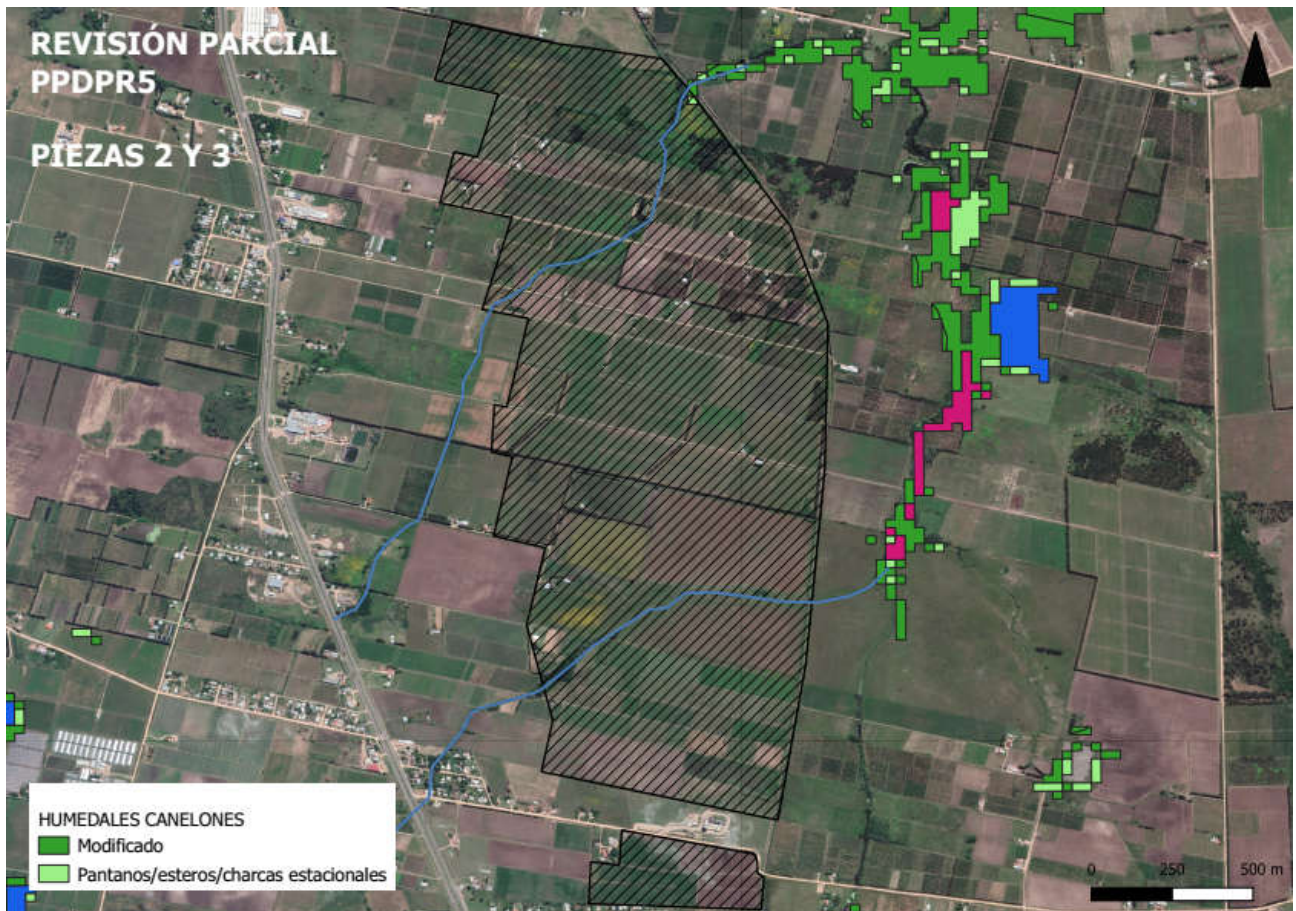 REVISIÓN PARCIAL
PPDPR5
PIEZAS 2 Y 3
HUMEDALES CANELONES
Modificado
Pantanos/esteros/charcas estacionales
0 250 500 m